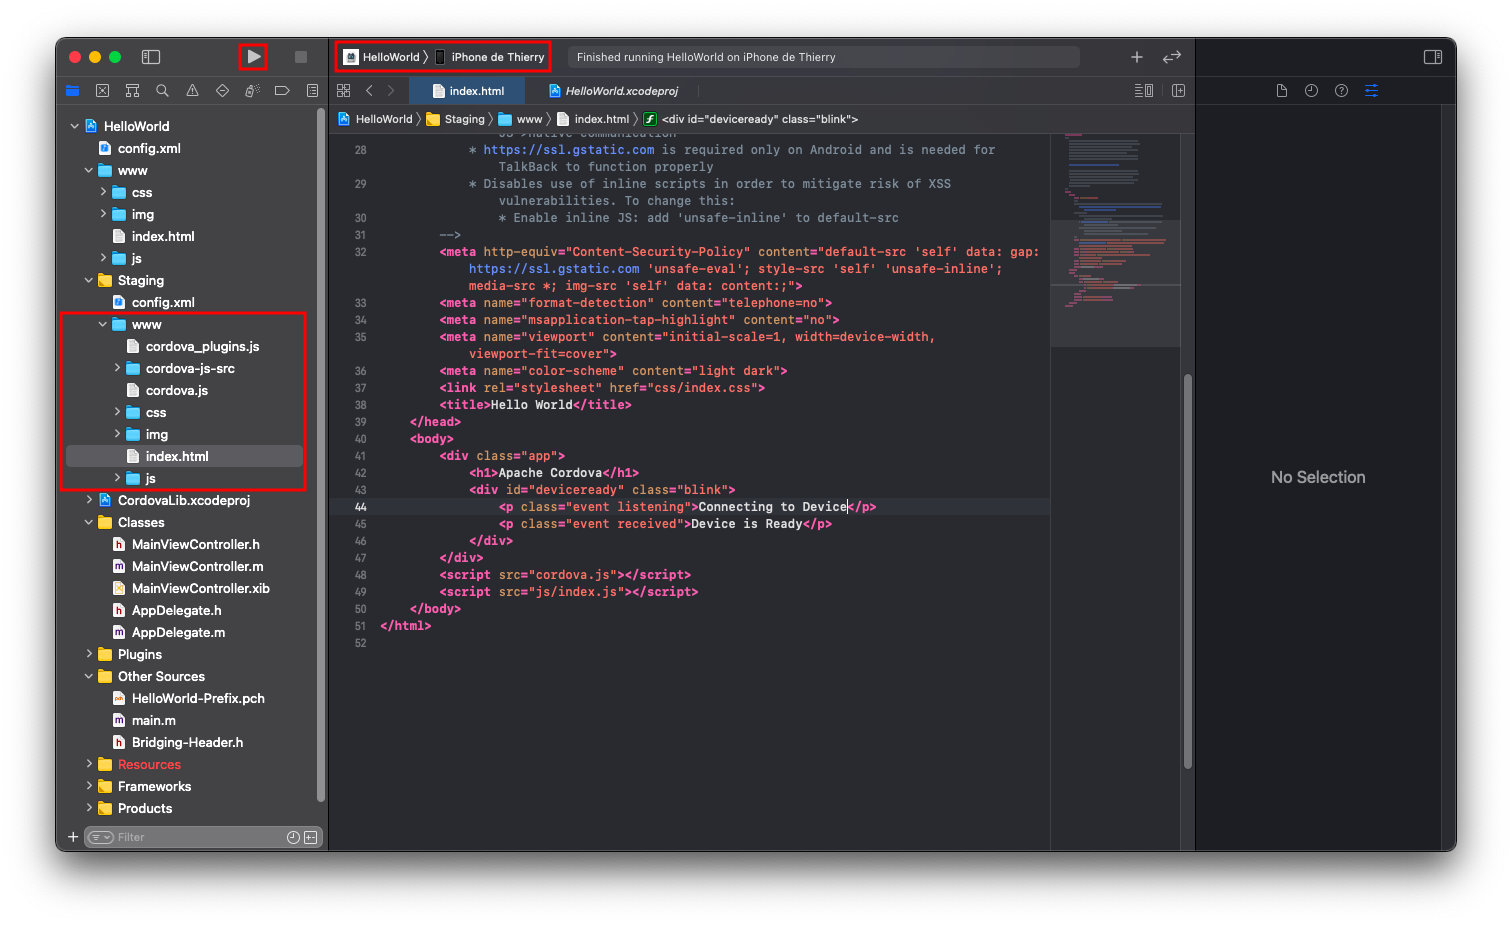 HelloWorld 〉 iPhone de Thierry
Finished running HelloWorld on iPhone de Thierry
index.html
HelloWorld.xcodeproj
HelloWorld 〉 Staging 〉 www 〉 index.html 〉 <div id="deviceready" class="blink">
HelloWorld
config.xml
www
css
img
index.html
js
Staging
config.xml
www
cordova_plugins.js
cordova-js-src
cordova.js
css
img
index.html
js
CordovaLib.xcodeproj
Classes
MainViewController.h
MainViewController.m
MainViewController.xib
AppDelegate.h
AppDelegate.m
Plugins
Other Sources
HelloWorld-Prefix.pch
main.m
Bridging-Header.h
Resources
Frameworks
Products
Filter
JS->native communication
28 * https://ssl.gstatic.com is required only on Android and is needed for
TalkBack to function properly
29 * Disables use of inline scripts in order to mitigate risk of XSS
vulnerabilities. To change this:
30 * Enable inline JS: add 'unsafe-inline' to default-src
31 -->
32 <meta http-equiv="Content-Security-Policy" content="default-src 'self' data: gap:
https://ssl.gstatic.com 'unsafe-eval'; style-src 'self' 'unsafe-inline';
media-src *; img-src 'self' data: content:;">
33 <meta name="format-detection" content="telephone=no">
34 <meta name="msapplication-tap-highlight" content="no">
35 <meta name="viewport" content="initial-scale=1, width=device-width,
viewport-fit=cover">
36 <meta name="color-scheme" content="light dark">
37 <link rel="stylesheet" href="css/index.css">
38 <title>Hello World</title>
39 </head>
40 <body>
41 <div class="app">
42 <h1>Apache Cordova</h1>
43 <div id="deviceready" class="blink">
44 <p class="event listening">Connecting to Device</p>
45 <p class="event received">Device is Ready</p>
46 </div>
47 </div>
48 <script src="cordova.js"></script>
49 <script src="js/index.js"></script>
50 </body>
51 </html>
52
No Selection